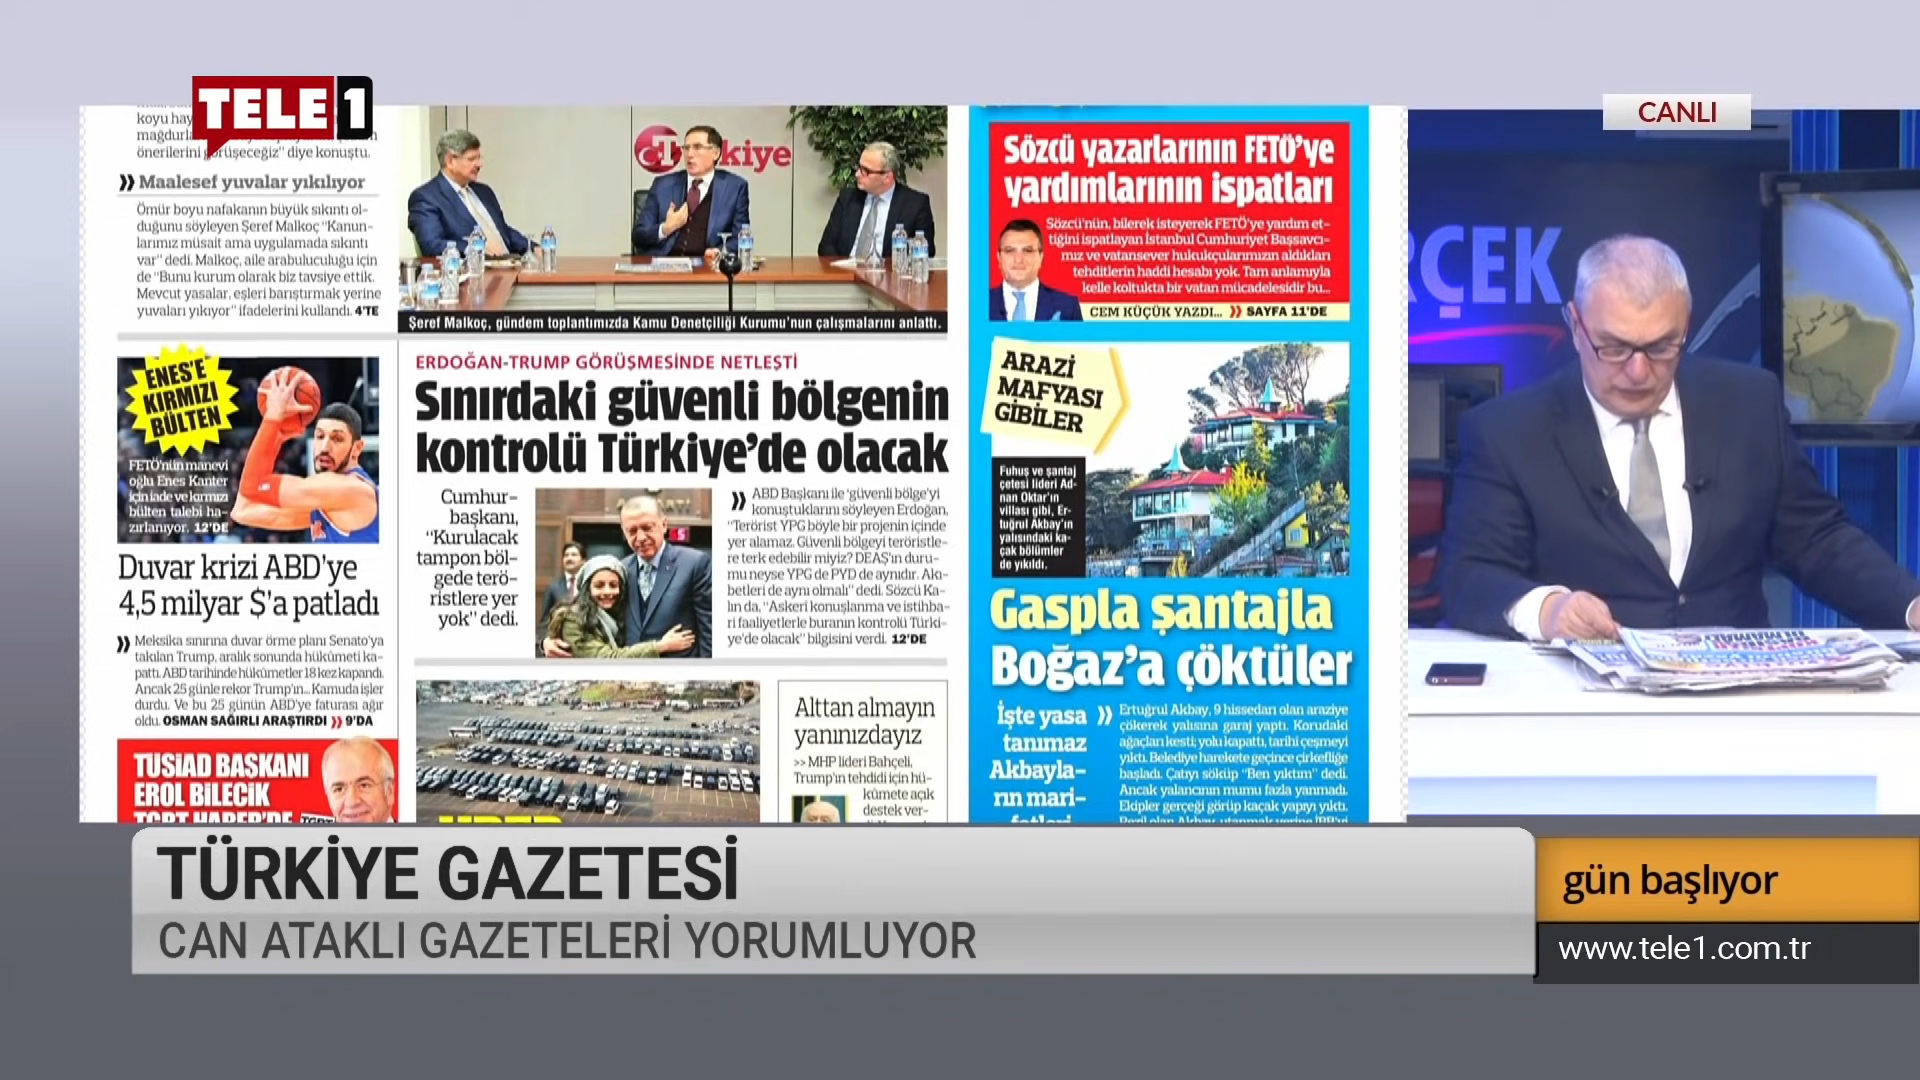 TELE 1
CANLI
koyu hay
mağdurla
önerilerini görüşeceğiz" diye konuştu.
Maalesef yuvalar yıkılıyor
Ömür boyu nafakanın büyük sıkıntı ol-
duğunu söyleyen Şeref Malkoç "Kanun-
larımız müsait ama uygulamada sıkıntı
var" dedi. Malkoç, aile arabuluculuğu için
de "Bunu kurum olarak biz tavsiye ettik.
Mevcut yasalar, eşleri barıştırmak yerine
yuvaları yıkıyor" ifadelerini kullandı. 4'TE
kiye
Şeref Malkoç, gündem toplantımızda Kamu Denetçiliği Kurumu'nun çalışmalarını anlattı.
ENES'E
KIRMIZI
BÜLTEN
FETÖ'nün manevi
oğlu Enes Kanter
için iade ve kırmızı
bülten talebi ha-
zırlanıyor. 12'DE
Duvar krizi ABD'ye
4,5 milyar $'a patladı
Meksika sınırına duvar örme planı Senato'ya
takılan Trump, aralık sonunda hükûmeti ka-
pattı. ABD tarihinde hükûmetler 18 kez kapandı.
Ancak 25 günle rekor Trump'ın... Kamuda işler
durdu. Ve bu 25 günün ABD'ye faturası ağır
oldu. OSMAN SAĞIRLI ARAŞTIRDI 9'DA
TÜSİAD BAŞKANI
EROL BİLECİK
TGRT HABER'DE
ERDOĞAN-TRUMP GÖRÜŞMESİNDE NETLEŞTİ
Sınırdaki güvenli bölgenin
kontrolü Türkiye'de olacak
Cumhur-
başkanı,
"Kurulacak
tampon böl-
gede terö-
ristlere yer
yok" dedi.
ABD Başkanı ile 'güvenli bölge'yi
konuştuklarını söyleyen Erdoğan,
"Terörist YPG böyle bir projenin içinde
yer alamaz. Güvenli bölgeyi teröristle-
re terk edebilir miyiz? DEAŞ'ın duru-
mu neyse YPG de PYD de aynıdır. Akı-
betleri de aynı olmalı" dedi. Sözcü Ka-
lın da, "Askerî konuşlanma ve istihba-
ri faaliyetlerle buranın kontrolü Türki-
ye'de olacak" bilgisini verdi. 12'DE
Alttan almayın
yanınızdayız
>> MHP lideri Bahçeli,
Trump'ın tehdidi için hü-
kûmete açık
destek ver-
Sözcü yazarlarının FETÖ'ye
yardımlarının ispatları
Sözcü'nün, bilerek isteyerek FETÖ'ye yardım et-
tiğini ispatlayan İstanbul Cumhuriyet Başsavcı-
mız ve vatansever hukukçularımızın aldıkları
tehditlerin haddi hesabı yok. Tam anlamıyla
kelle koltukta bir vatan mücadelesidir bu...
CEM KÜÇÜK YAZDI... SAYFA 11'DE
ARAZİ
MAFYASI
GİBİLER
Fuhuş ve şantaj
çetesi lideri Ad-
nan Oktar'ın
villası gibi, Er-
tuğrul Akbay'ın
yalısındaki ka-
çak bölümler
de yıkıldı.
Gaspla şantajla
Boğaz'a çöktüler
İşte yasa
tanımaz
Akbayla-
rın mari-
fetleri
Ertuğrul Akbay, 9 hissedarı olan araziye
çökerek yalısına garaj yaptı. Korudaki
ağaçları kesti; yolu kapattı, tarihî çeşmeyi
yıktı. Belediye harekete geçince çirkefliğe
başladı. Çatıyı söküp "Ben yıktım" dedi.
Ancak yalancının mumu fazla yanmadı.
Ekipler gerçeği görüp kaçak yapıyı yıktı.
RÇEK
TÜRKİYE GAZETESİ
CAN ATAKLI GAZETELERİ YORUMLUYOR
gün başlıyor
www.tele1.com.tr